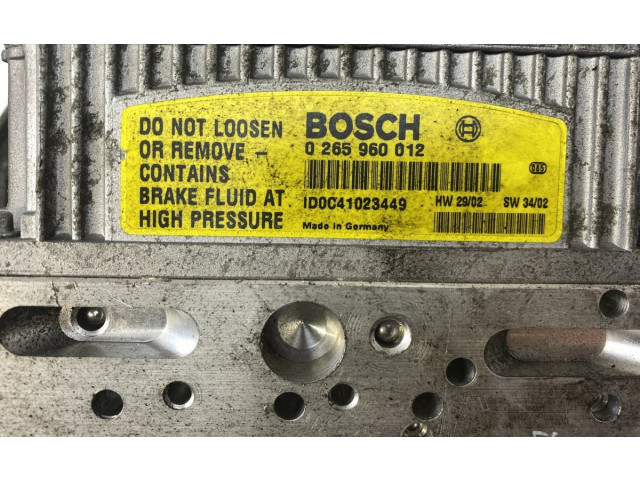 DO NOT LOOSEN
OR REMOVE -
CONTAINS
BRAKE FLUID AT
HIGH PRESSURE
BOSCH
0 265 960 012
265
ID0C41023449
HW 29/02 SW 34/02
Made in Germany